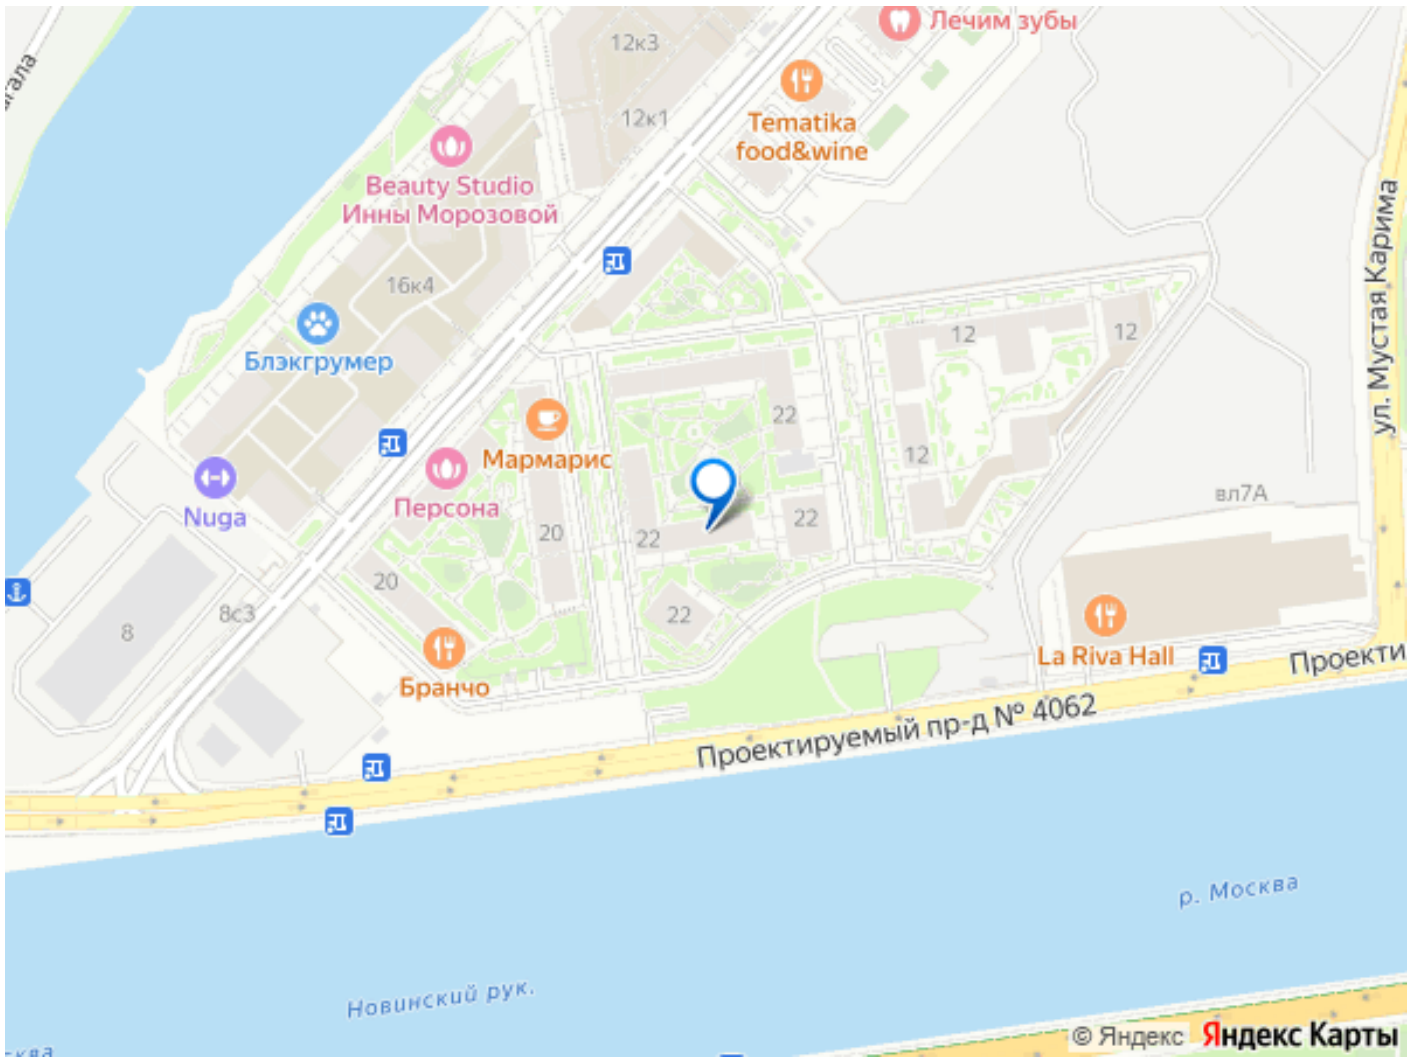 12к3
Лечим зубы
12к1
Tematika
food&wine
Beauty Studio
Инны Морозовой
16к4
ул. Мустая Карима
Блэкгрумер
12
12
22
Мармарис
12
Nuga
Персона
вл7А
20
22
22
20
8с3
8
22
Бранчо
La Riva Hall
Проекти
Проектируемый пр-д № 4062
р. Москва
Новинский рук.
© Яндекс Яндекс Карты